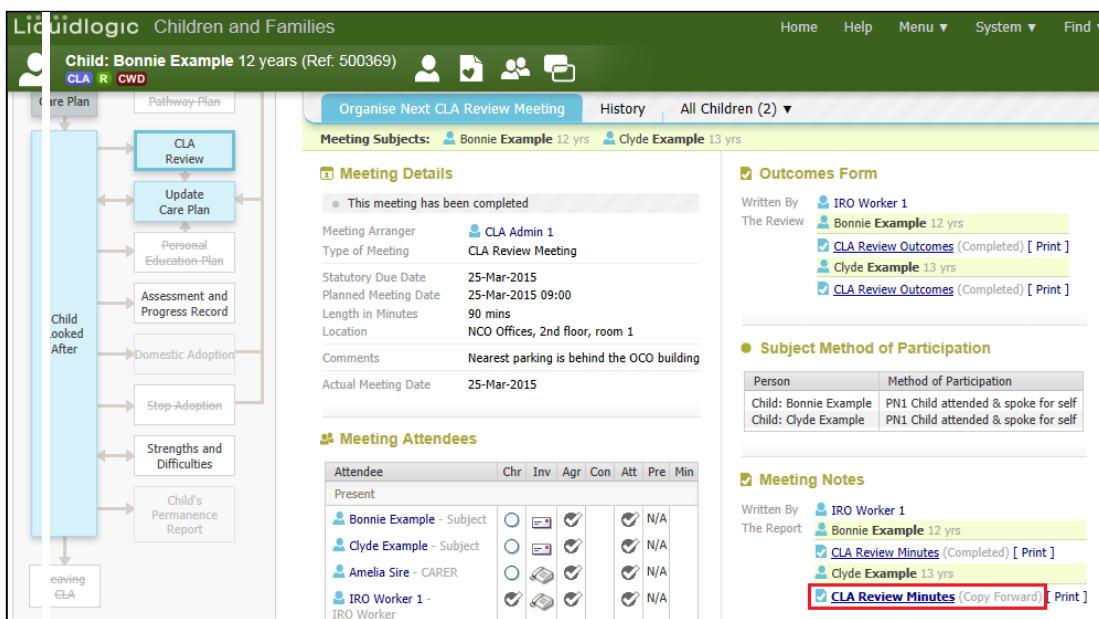 Liquidlogic Children and Families
Home Help Menu ▼ System ▼ Find
Child: Bonnie Example 12 years (Ref: 500369)
CLA R CWD
Care Plan
Pathway Plan
CLA
Review
Update
Care Plan
Personal
Education Plan
Assessment and
Progress Record
Child
Looked
After
Domestic Adoption
Stop Adoption
Strengths and
Difficulties
Child's
Permanence
Report
Leaving
CLA
Organise Next CLA Review Meeting History All Children (2) ▼
Meeting Subjects: Bonnie Example 12 yrs Clyde Example 13 yrs
Meeting Details
This meeting has been completed
Meeting Arranger CLA Admin 1
Type of Meeting CLA Review Meeting
Statutory Due Date 25-Mar-2015
Planned Meeting Date 25-Mar-2015 09:00
Length in Minutes 90 mins
Location NCO Offices, 2nd floor, room 1
Comments Nearest parking is behind the OCO building
Actual Meeting Date 25-Mar-2015
Meeting Attendees
Attendee Chr Inv Agr Con Att Pre Min
Present
Bonnie Example - Subject N/A
Clyde Example - Subject N/A
Amelia Sire - CARER N/A
IRO Worker 1 - N/A
IRO Worker
Outcomes Form
Written By IRO Worker 1
The Review Bonnie Example 12 yrs
CLA Review Outcomes (Completed) [ Print ]
Clyde Example 13 yrs
CLA Review Outcomes (Completed) [ Print ]
Subject Method of Participation
Person Method of Participation
Child: Bonnie Example PN1 Child attended & spoke for self
Child: Clyde Example PN1 Child attended & spoke for self
Meeting Notes
Written By IRO Worker 1
The Report Bonnie Example 12 yrs
CLA Review Minutes (Completed) [ Print ]
Clyde Example 13 yrs
CLA Review Minutes (Copy Forward) [ Print ]